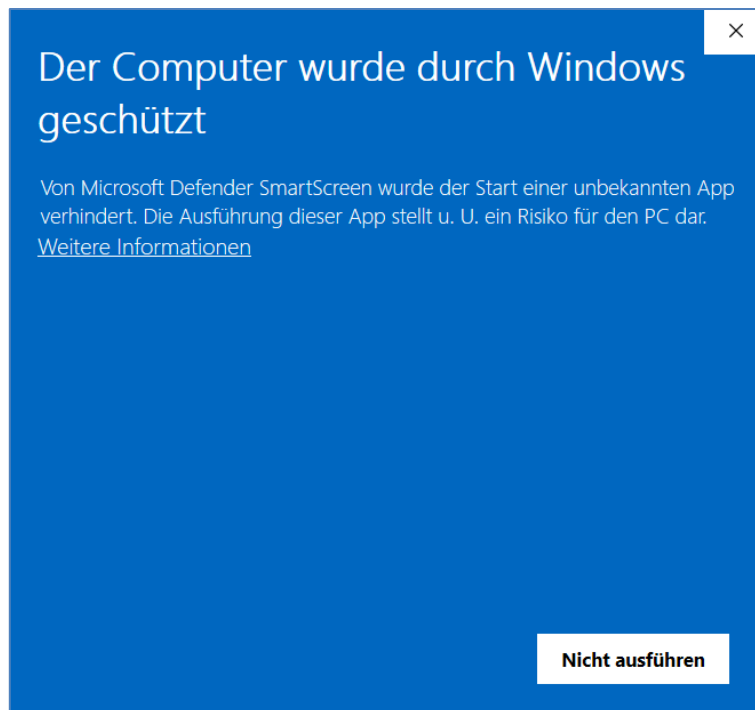 Der Computer wurde durch Windows
geschützt
Von Microsoft Defender SmartScreen wurde der Start einer unbekannten App
verhindert. Die Ausführung dieser App stellt u. U. ein Risiko für den PC dar.
Weitere Informationen
Nicht ausführen